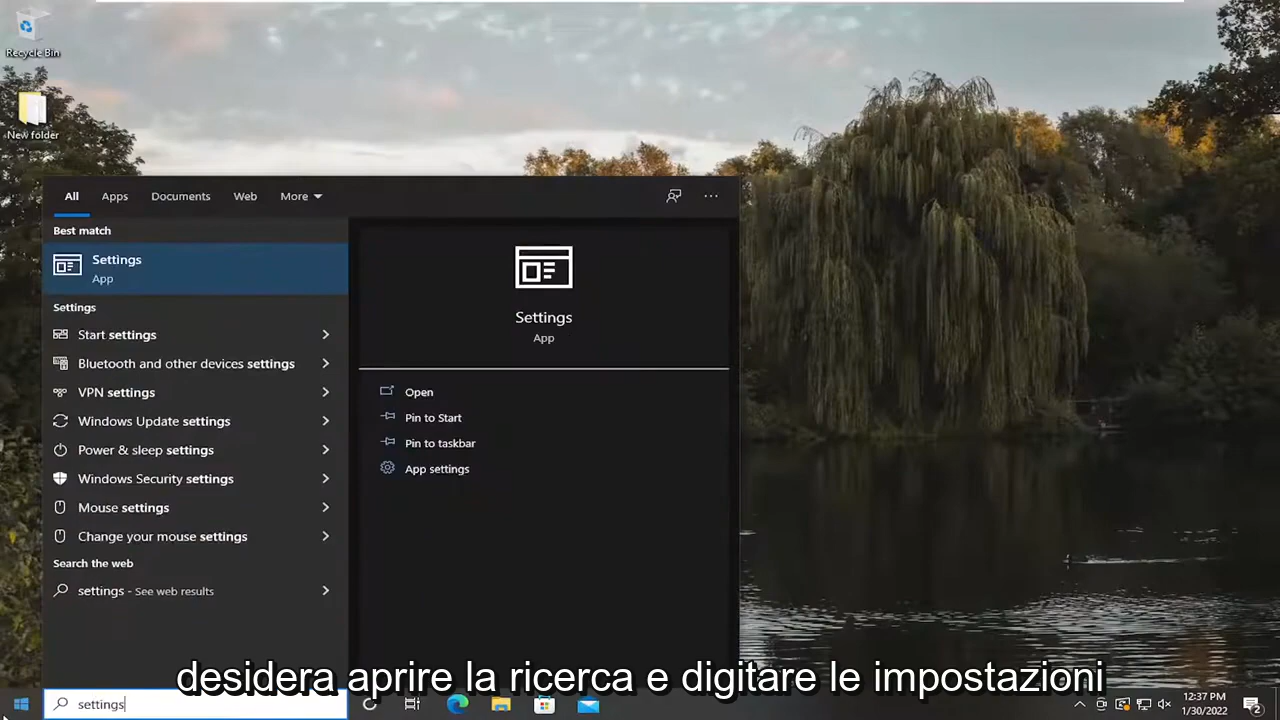 Recycle Bin
New folder
All Apps Documents Web More
Best match
Settings
App
Settings
Start settings
Bluetooth and other devices settings
VPN settings
Windows Update settings
Power & sleep settings
Windows Security settings
Mouse settings
Change your mouse settings
Search the web
settings - See web results
Settings
App
Open
Pin to Start
Pin to taskbar
App settings
desidera aprire la ricerca e digitare le impostazioni
settings
12:37 PM
1/30/2022
2